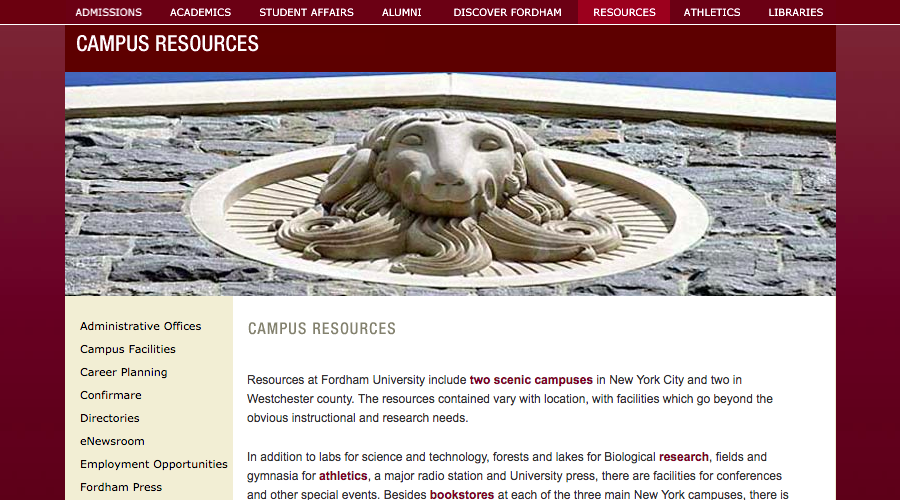 ADMISSIONS ACADEMICS STUDENT AFFAIRS ALUMNI DISCOVER FORDHAM RESOURCES ATHLETICS LIBRARIES
CAMPUS RESOURCES
Administrative Offices
Campus Facilities
Career Planning
Confirmare
Directories
eNewsroom
Employment Opportunities
Fordham Press
CAMPUS RESOURCES
Resources at Fordham University include two scenic campuses in New York City and two in
Westchester county. The resources contained vary with location, with facilities which go beyond the
obvious instructional and research needs.
In addition to labs for science and technology, forests and lakes for Biological research, fields and
gymnasia for athletics, a major radio station and University press, there are facilities for conferences
and other special events. Besides bookstores at each of the three main New York campuses, there is